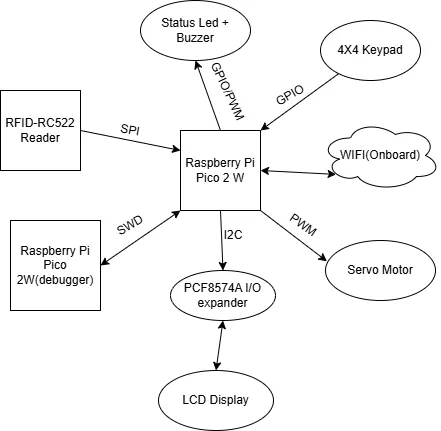 Status Led +
Buzzer
4X4 Keypad
GPIO/PWM
GPIO
RFID-RC522
Reader
SPI
Raspberry Pi
Pico 2 W
WIFI(Onboard)
SWD
I2C
PWM
Raspberry Pi
Pico
2W(debugger)
PCF8574A I/O
expander
Servo Motor
LCD Display